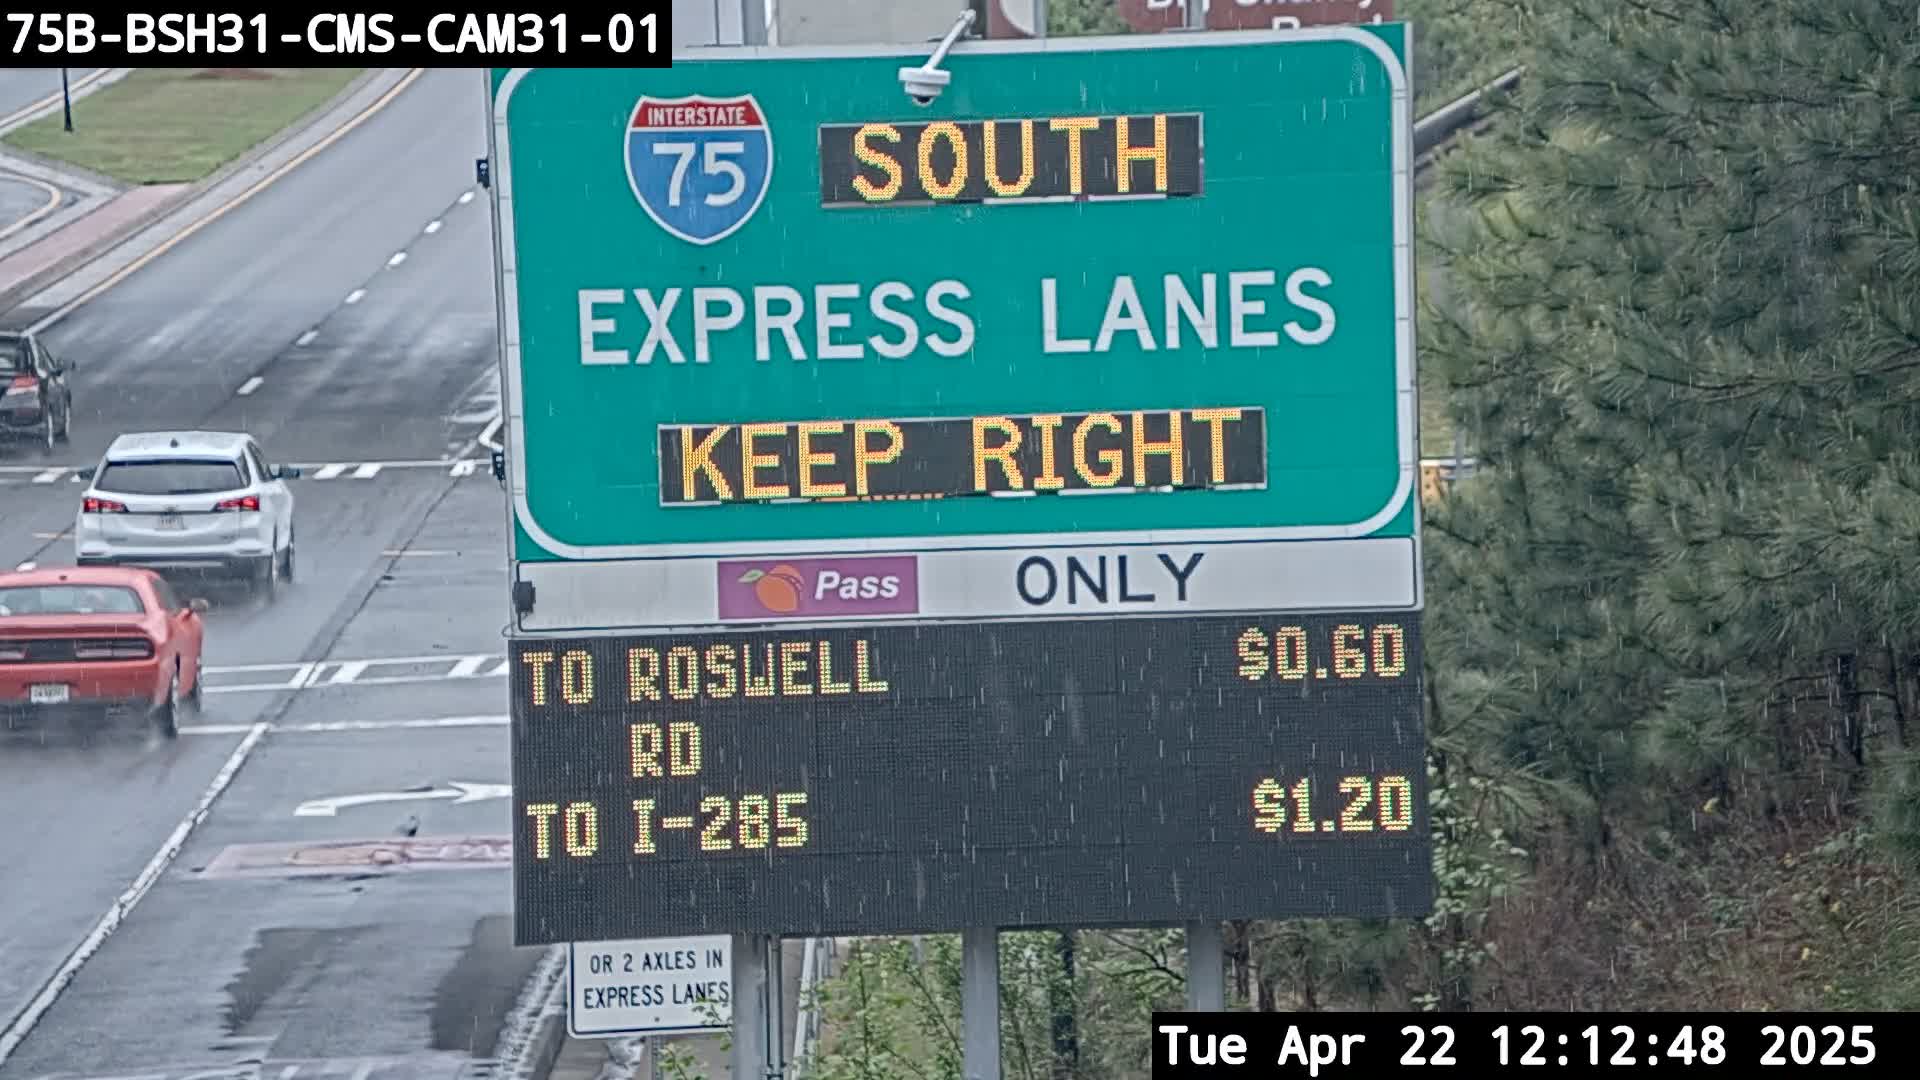 75B-BSH31-CMS-CAM31-01
INTERSTATE
75
SOUTH
EXPRESS LANES
KEEP RIGHT
Pass
ONLY
TO ROSWELL $0.60
RD
TO I-285 $1.20
OR 2 AXLES IN
EXPRESS LANES
Tue Apr 22 12:12:48 2025